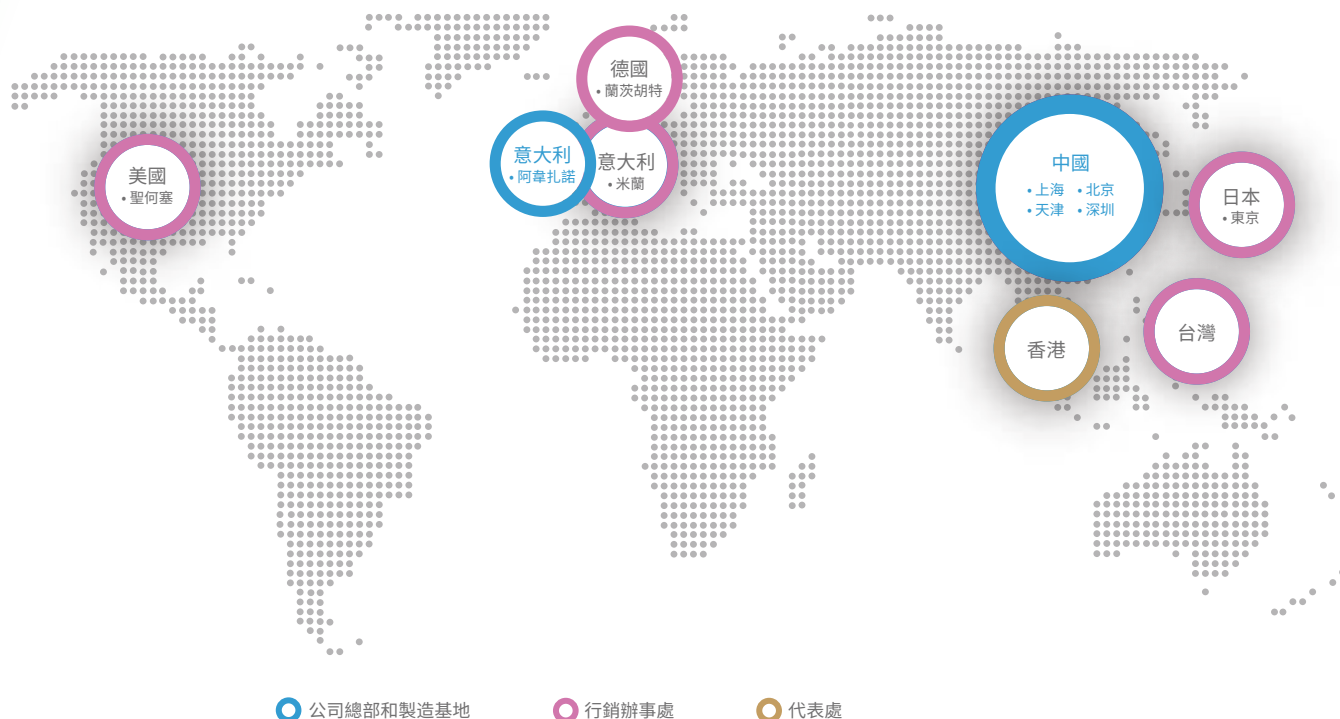 德國
• 蘭茨胡特
意大利
• 阿韋扎諾
意大利
• 米蘭
美國
• 聖何塞
中國
• 上海 • 北京
• 天津 • 深圳
日本
• 東京
台灣
香港
公司總部和製造基地
行銷辦事處
代表處